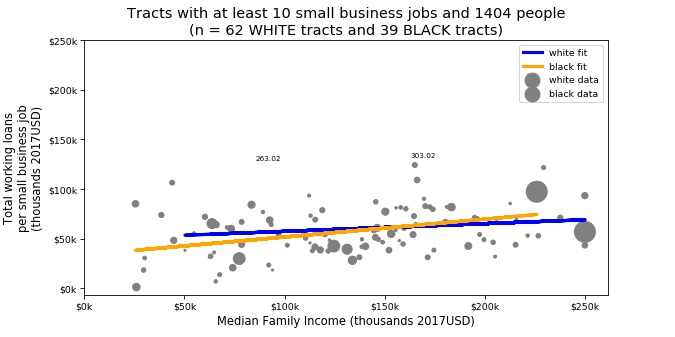 Tracts with at least 10 small business jobs and 1404 people
(n = 62 WHITE tracts and 39 BLACK tracts)
Total working loans
per small business job
(thousands 2017USD)
$250k
$200k
$150k
$100k
$50k
$0k
white fit
black fit
white data
black data
263.02
303.02
$0k
$50k
$100k
$150k
$200k
$250k
Median Family Income (thousands 2017USD)